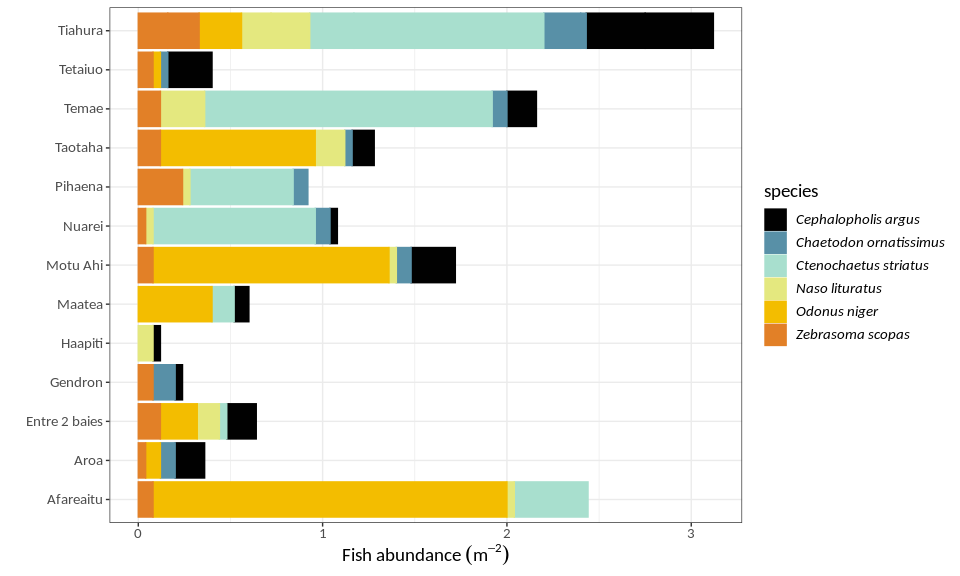 Tiahura
Tetaiuo
Temae
Taotaha
Pihaena
Nuarei
Motu Ahi
Maatea
Haapiti
Gendron
Entre 2 baies
Aroa
Afareaitu
0 1 2 3
Fish abundance (m⁻²)
species
Cephalopholis argus
Chaetodon ornatissimus
Ctenochaetus striatus
Naso lituratus
Odonus niger
Zebrasoma scopas